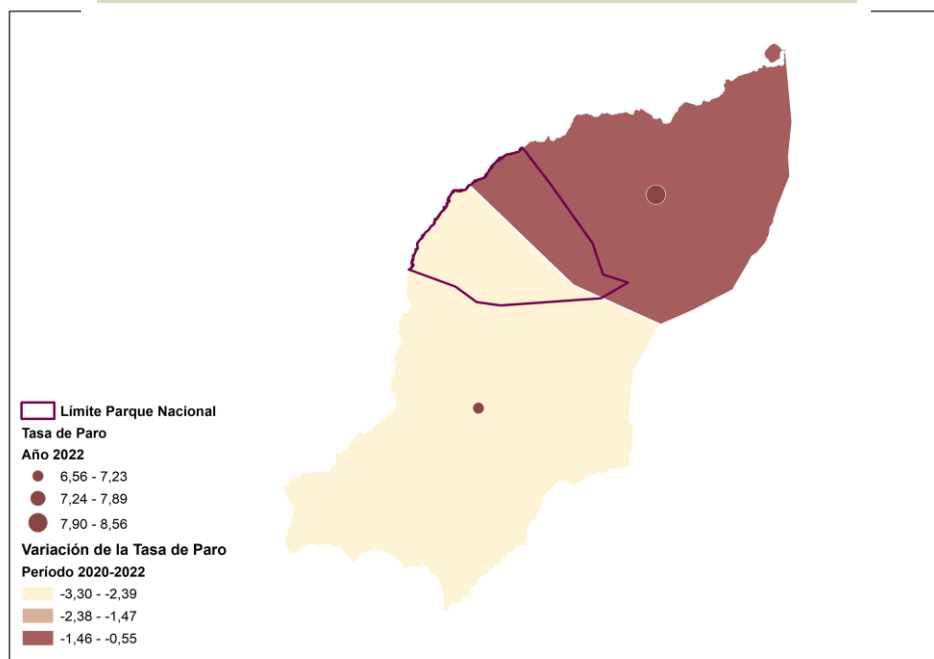 Límite Parque Nacional
Tasa de Paro
Año 2022
6,56 - 7,23
7,24 - 7,89
7,90 - 8,56
Variación de la Tasa de Paro
Período 2020-2022
-3,30 - -2,39
-2,38 - -1,47
-1,46 - -0,55